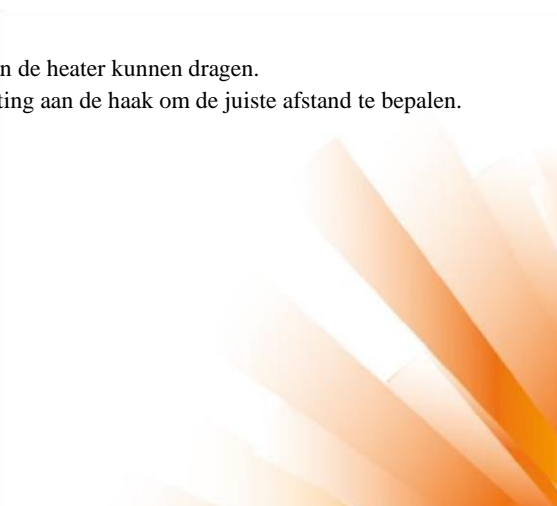 n de heater kunnen dragen.
ting aan de haak om de juiste afstand te bepalen.